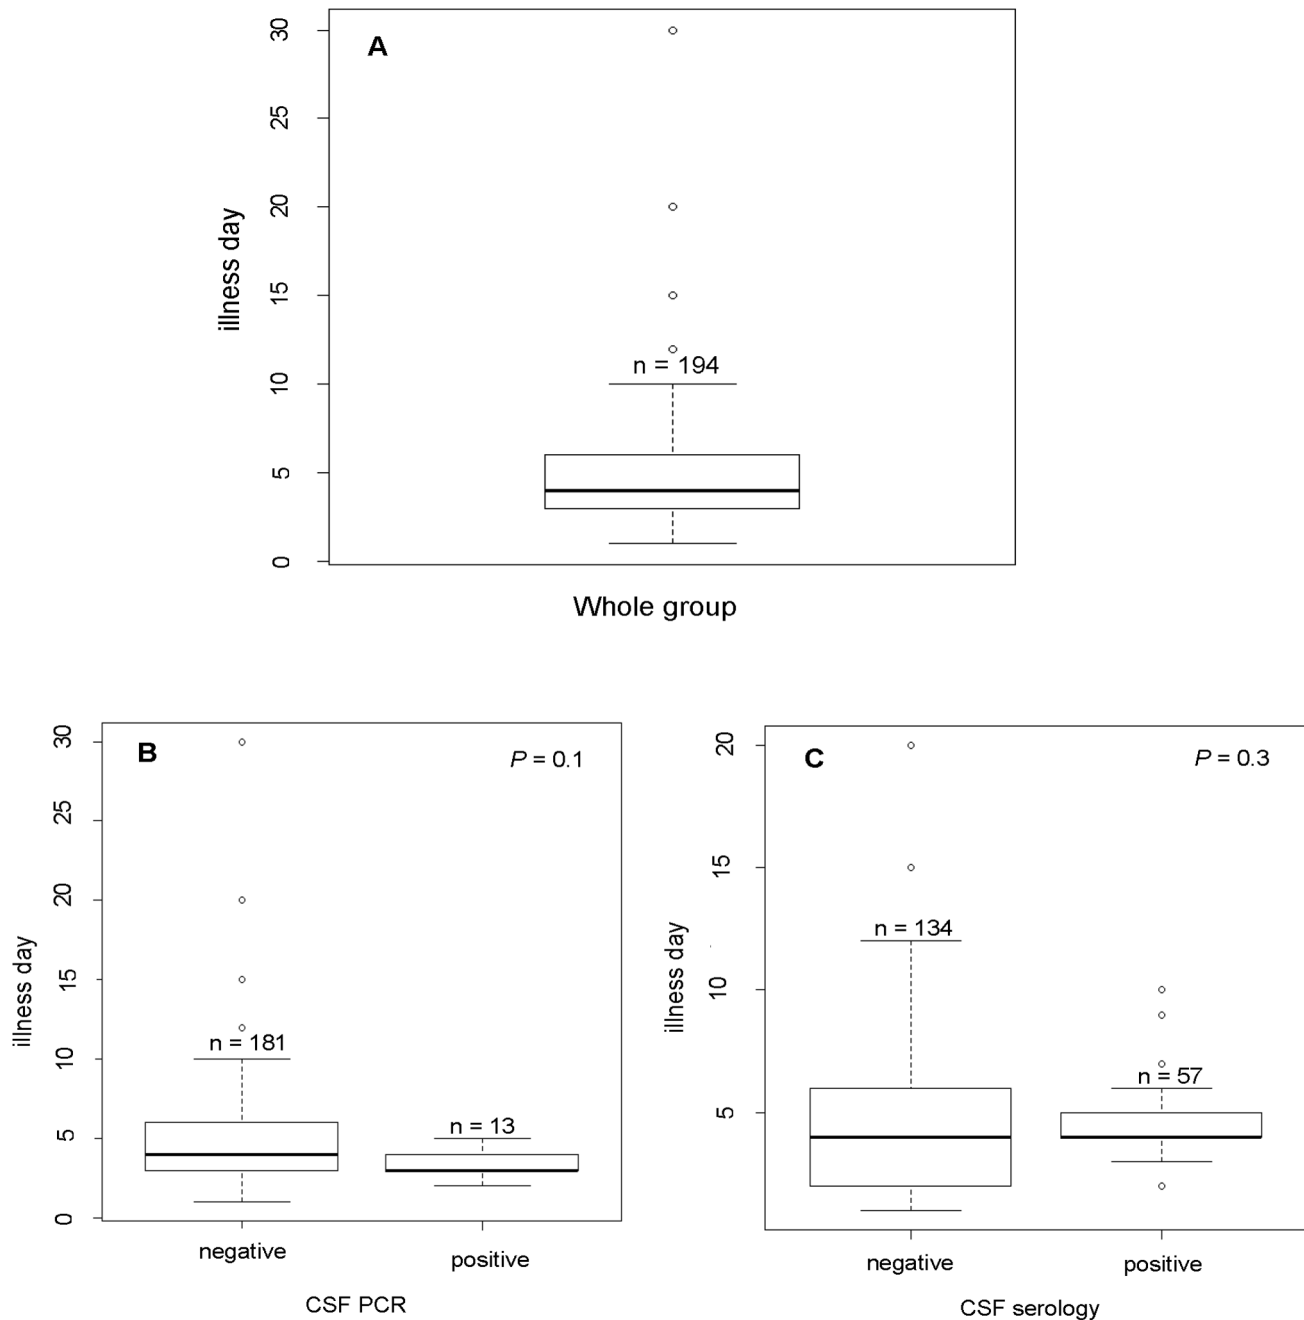 A
30
25
20
15
10
5
0
illness day
n = 194
Whole group
B
P = 0.1
30
25
20
15
10
5
0
illness day
n = 181
n = 13
negative
positive
CSF PCR
C
P = 0.3
20
15
10
5
illness day
n = 134
n = 57
negative
positive
CSF serology